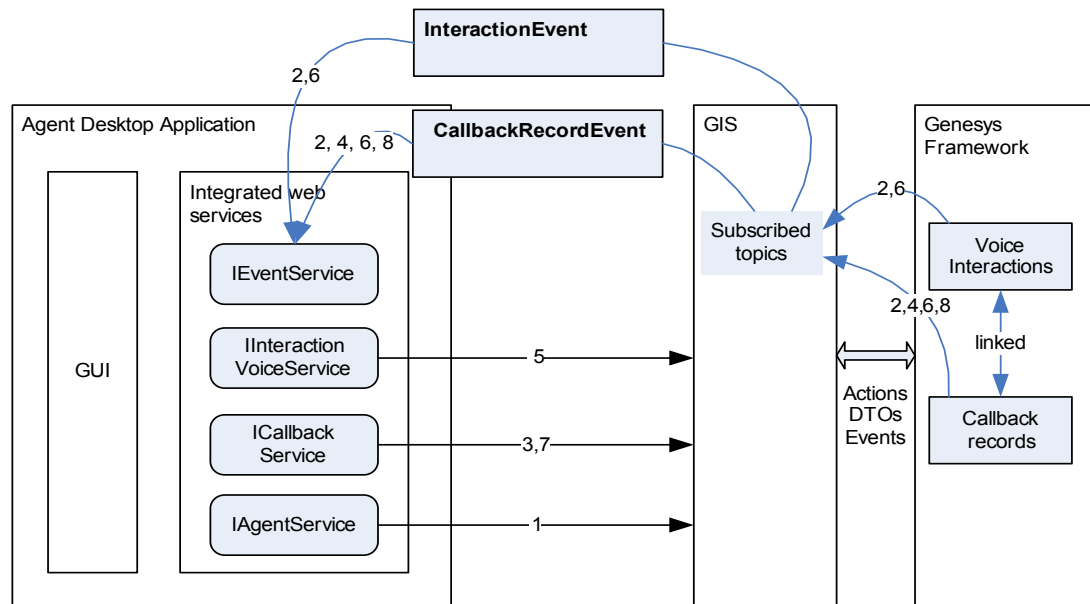 InteractionEvent
2,6
Agent Desktop Application
CallbackRecordEvent
GIS
Genesys
Framework
2, 4, 6, 8
Integrated web
services
2,6
Subscribed
topics
Voice
Interactions
IEventService
2,4,6,8
GUI
IInteraction
VoiceService
5
linked
Actions
DTOs
Events
ICallback
Service
3,7
Callback
records
IAgentService
1